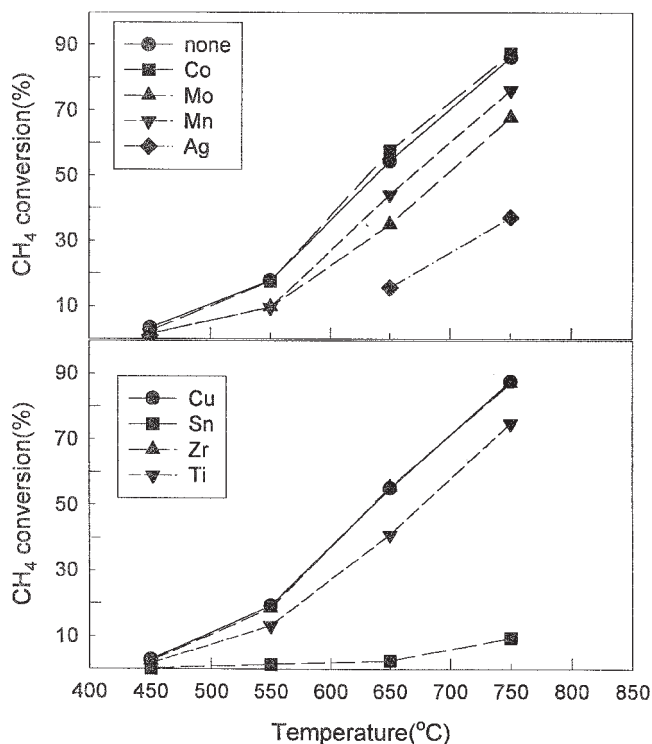 90
70
50
30
10
CH4 conversion(%)
none
Co
Mo
Mn
Ag
90
70
50
30
10
CH4 conversion(%)
Cu
Sn
Zr
Ti
400 450 500 550 600 650 700 750 800 850
Temperature(°C)